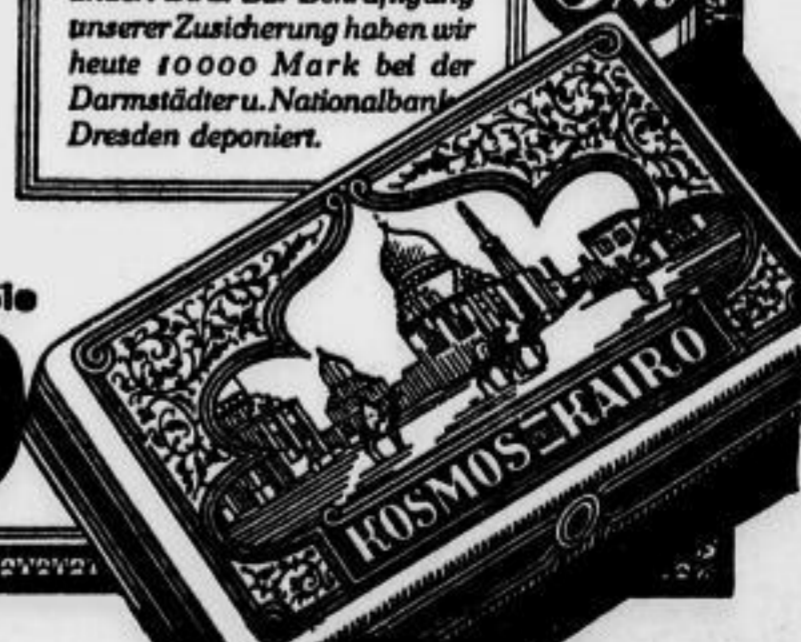 unserer Zusicherung haben wir
heute 10000 Mark bei der
Darmstädter u. Nationalbank
Dresden deponiert.
KOSMOS=KAIRO